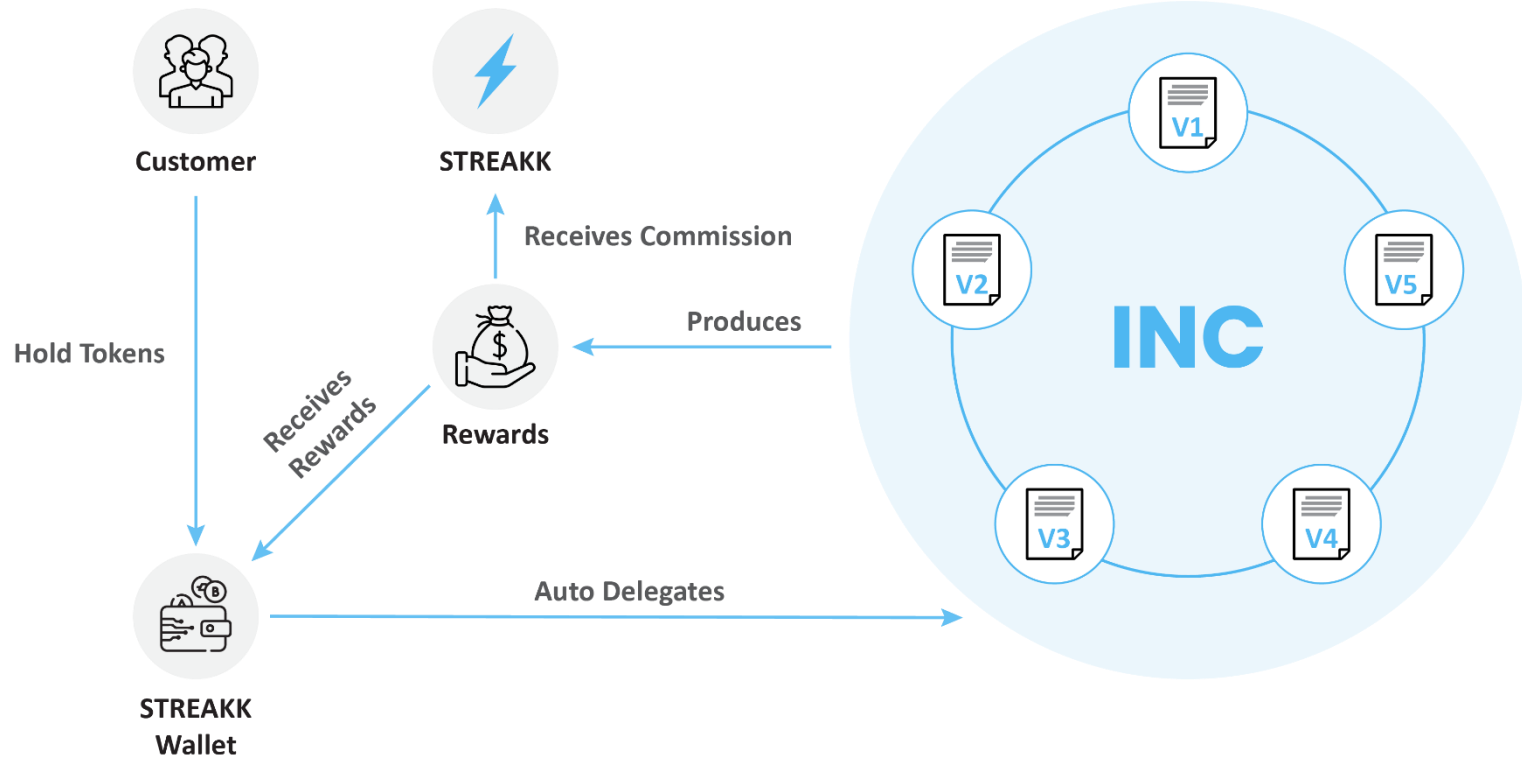 Customer
STREAKK
Receives Commission
Hold Tokens
Receives
Rewards
Rewards
Produces
STREAKK
Wallet
Auto Delegates
INC
V1
V2
V3
V4
V5
$
A
B